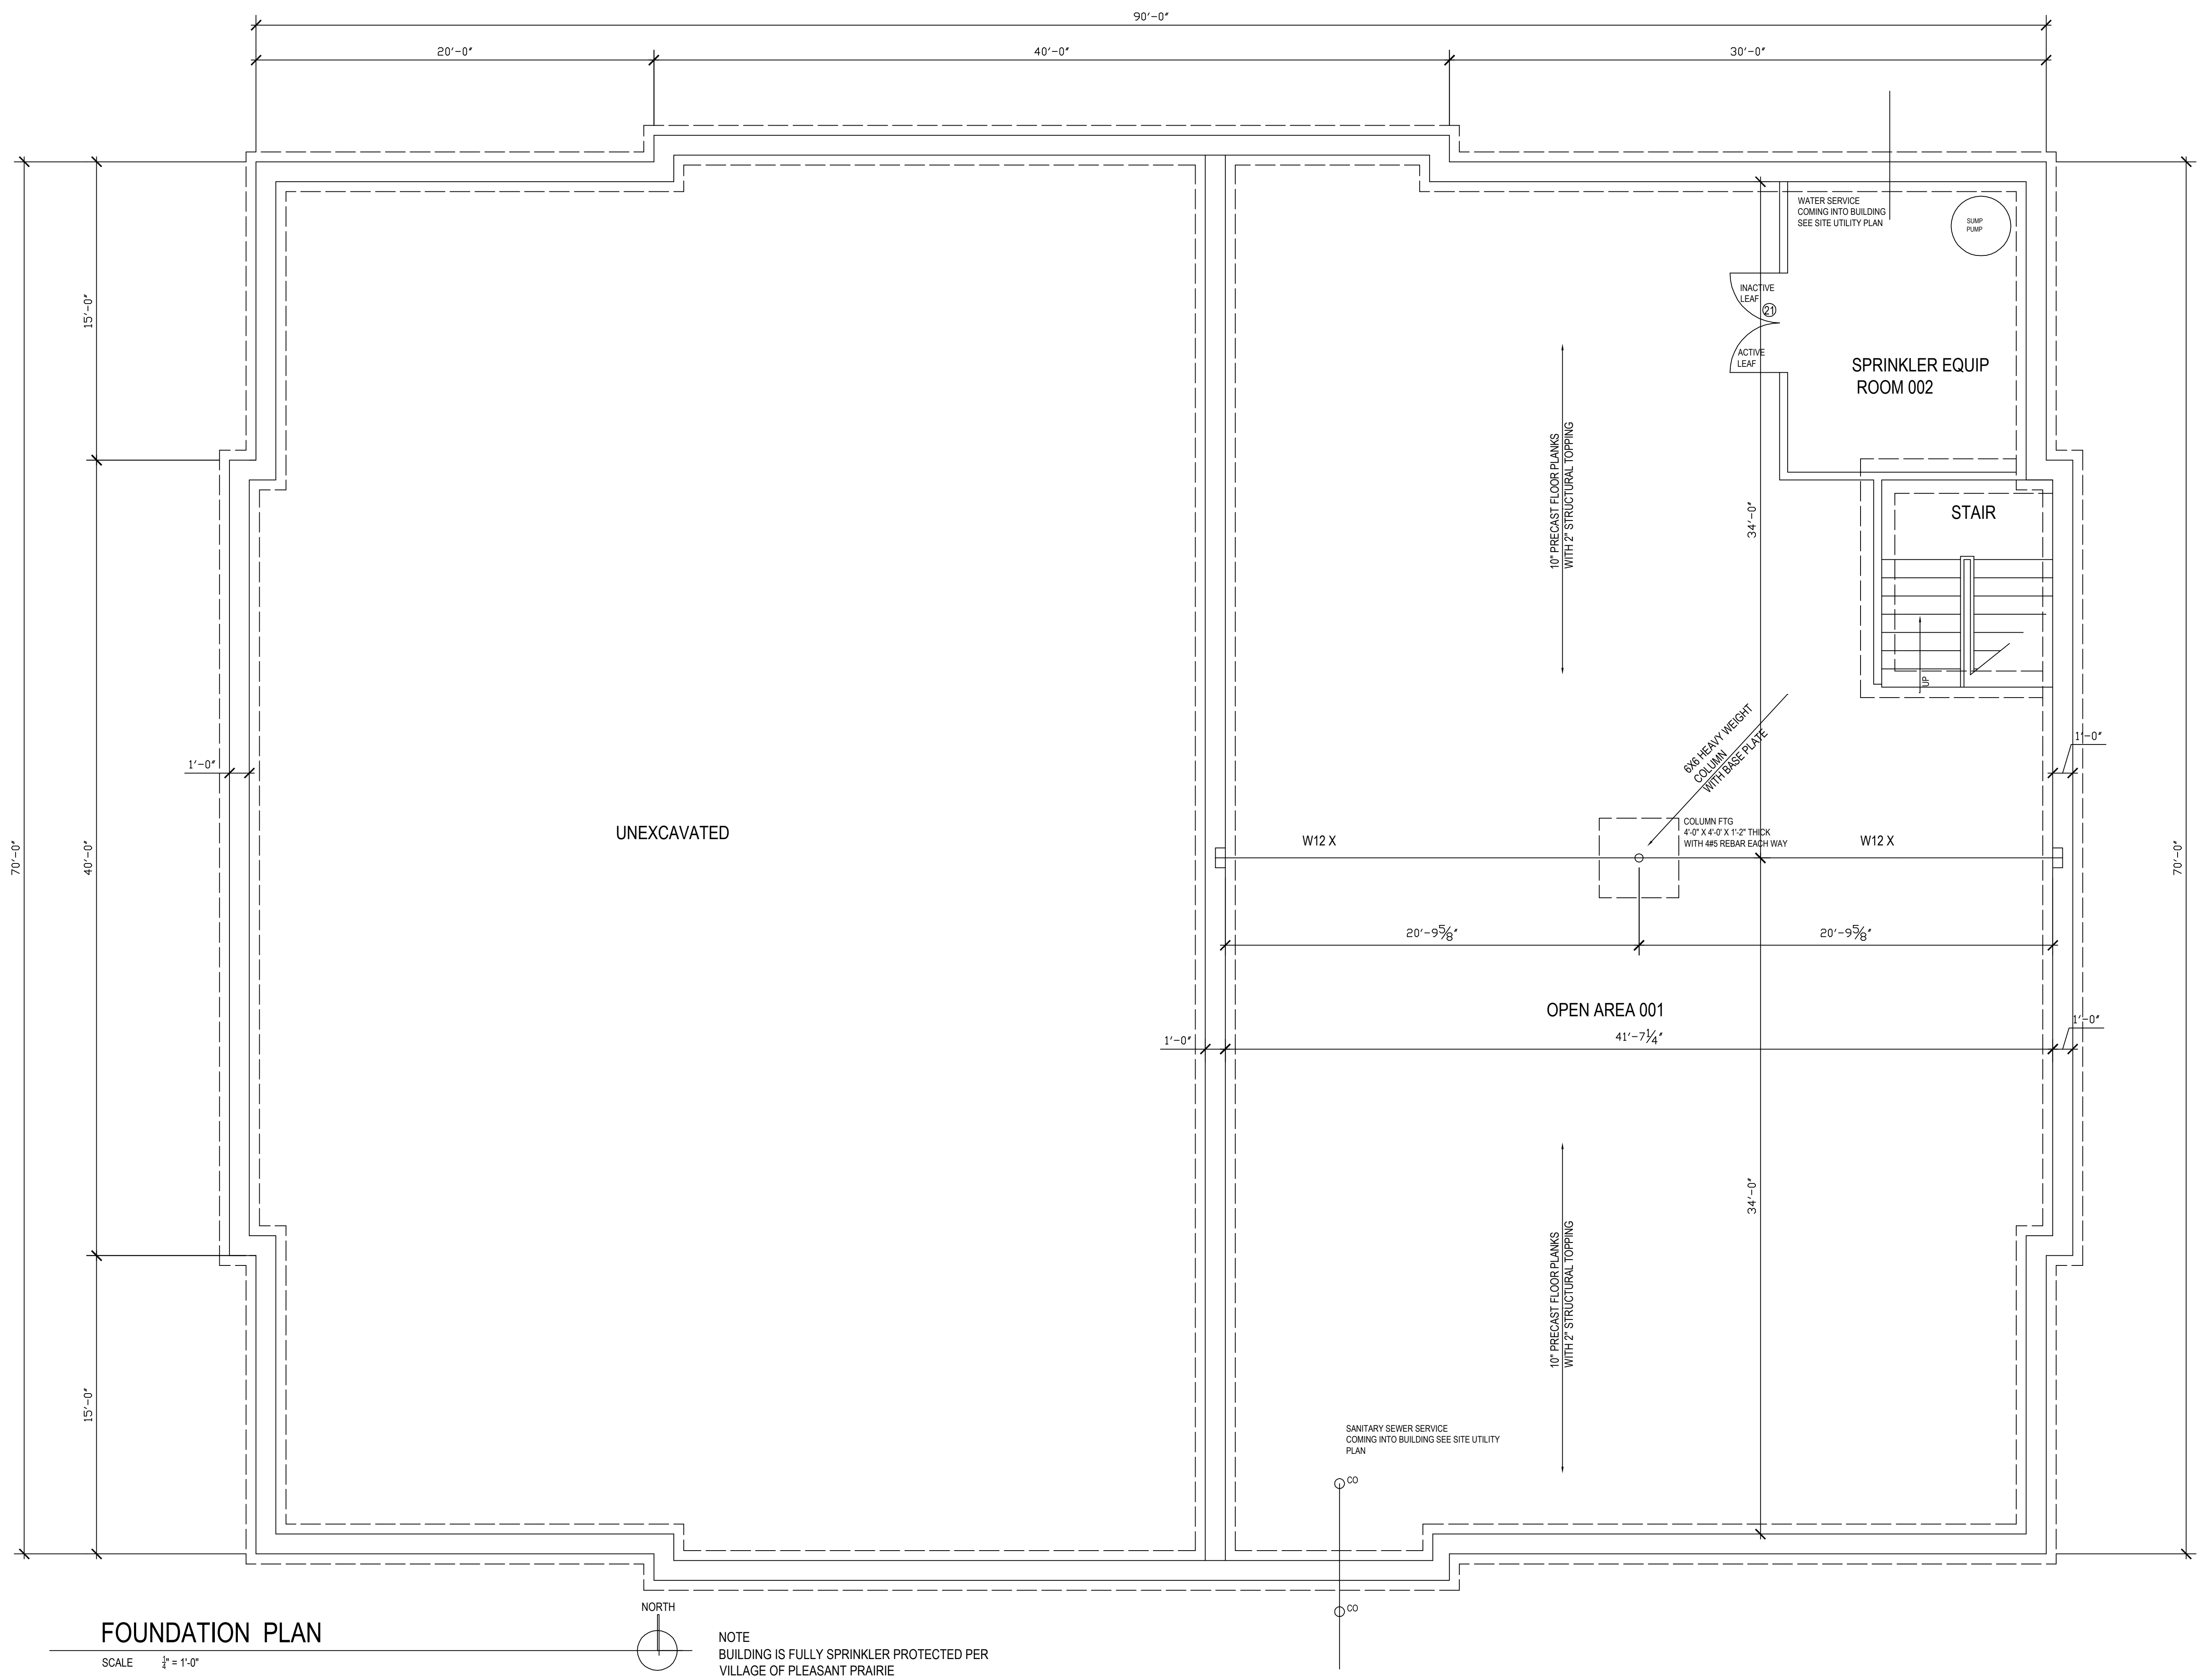 90'-0"
20'-0"
40'-0"
30'-0"
WATER SERVICE
COMING INTO BUILDING
SEE SITE UTILITY PLAN
SUMP
PUMP
15'-0"
INACTIVE
LEAF
21
ACTIVE
LEAF
SPRINKLER EQUIP
ROOM 002
10" PRECAST FLOOR PLANKS
WITH 2" STRUCTURAL TOPPING
34'-0"
STAIR
UP
6X6 HEAVY WEIGHT
COLUMN
WITH BASE PLATE
1'-0"
1'-0"
UNEXCAVATED
COLUMN FTG
4'-0" X 4'-0' X 1'-2" THICK
WITH 4#5 REBAR EACH WAY
W12 X
W12 X
70'-0"
40'-0"
70'-0"
20'-9⅝"
20'-9⅝"
OPEN AREA 001
1'-0"
41'-7¼"
1'-0"
34'-0"
10" PRECAST FLOOR PLANKS
WITH 2" STRUCTURAL TOPPING
15'-0"
SANITARY SEWER SERVICE
COMING INTO BUILDING SEE SITE UTILITY
PLAN
CO
CO
FOUNDATION PLAN
SCALE ¼" = 1'-0"
NORTH
NOTE
BUILDING IS FULLY SPRINKLER PROTECTED PER
VILLAGE OF PLEASANT PRAIRIE